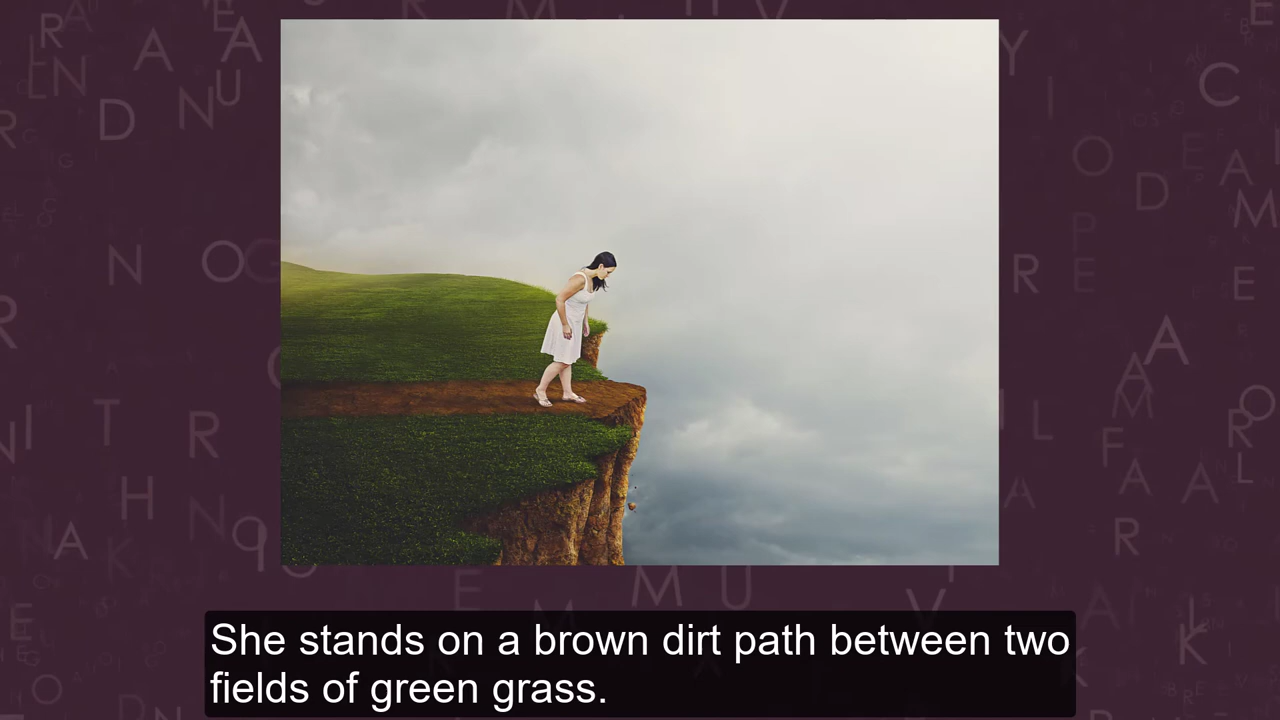 She stands on a brown dirt path between two
fields of green grass.